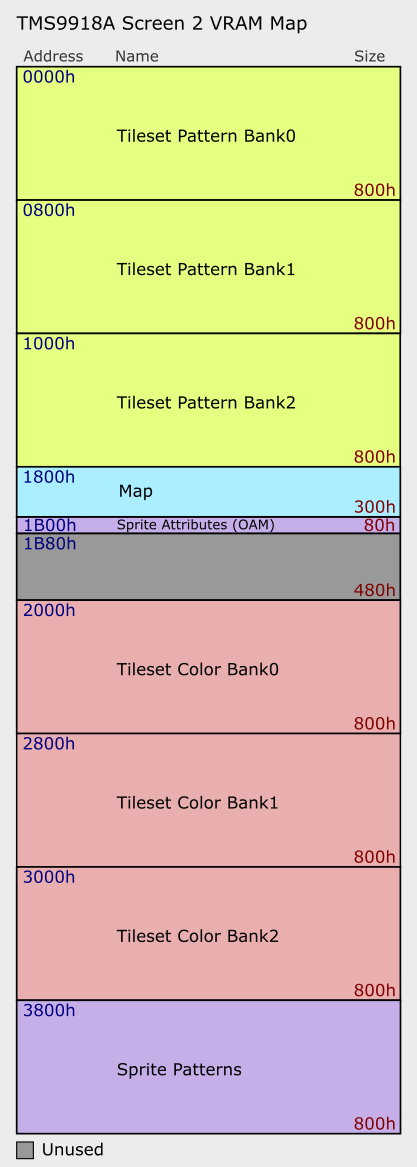 TMS9918A Screen 2 VRAM Map
Address Name Size
0000h
Tileset Pattern Bank0
800h
0800h
Tileset Pattern Bank1
800h
1000h
Tileset Pattern Bank2
800h
1800h
Map
300h
1B00h Sprite Attributes (OAM) 80h
1B80h
480h
2000h
Tileset Color Bank0
800h
2800h
Tileset Color Bank1
800h
3000h
Tileset Color Bank2
800h
3800h
Sprite Patterns
800h
Unused